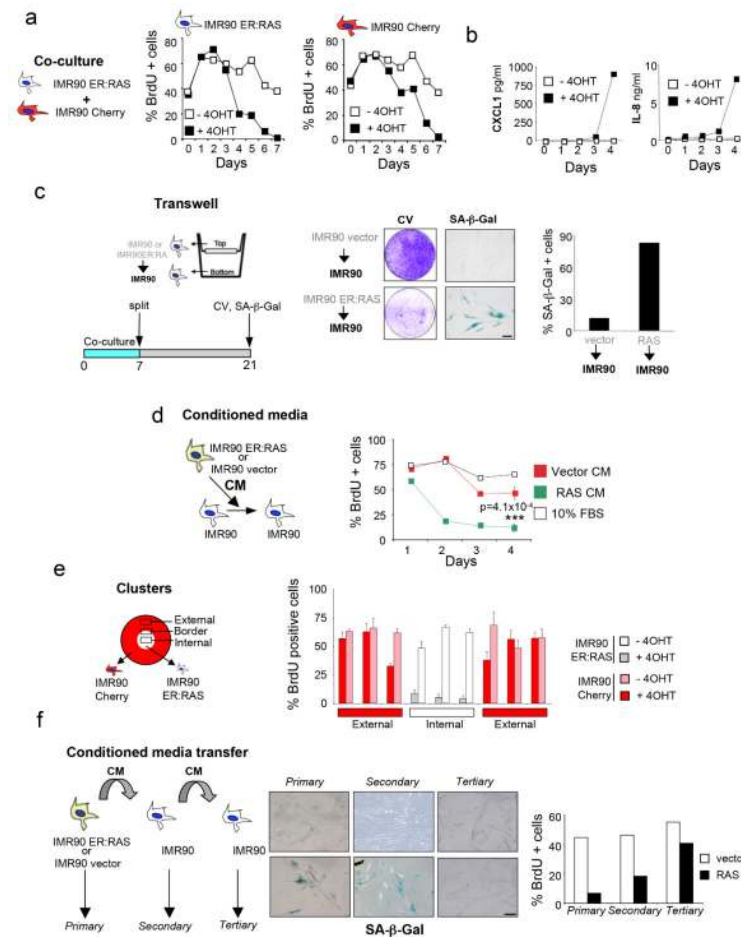 a
Co-culture
IMR90 ER:RAS
+
IMR90 Cherry
IMR90 ER:RAS
% BrdU + cells
80
60
40
20
0
- 4OHT
+ 4OHT
0 1 2 3 4 5 6 7
Days
IMR90 Cherry
% BrdU + cells
80
60
40
20
0
- 4OHT
+ 4OHT
0 1 2 3 4 5 6 7
Days
b
CXCL1 pg/ml
1000
750
500
250
0
- 4OHT
+ 4OHT
0 1 2 3 4
Days
IL-8 ng/ml
10
5
0
- 4OHT
+ 4OHT
0 1 2 3 4
Days
c
Transwell
IMR90 or
IMR90ER:RA
IMR90
Top
Bottom
split
CV, SA-β-Gal
Co-culture
0 7 21
CV SA-β-Gal
IMR90 vector
IMR90
IMR90 ER:RAS
IMR90
% SA-β-Gal + cells
90
60
30
0
vector RAS
IMR90 IMR90
d
Conditioned media
IMR90 ER:RAS
or
IMR90 vector
CM
IMR90 IMR90
% BrdU + cells
100
75
50
25
0
1 2 3 4
Days
p=4.1x10-4
***
Vector CM
RAS CM
10% FBS
e
Clusters
External
Border
Internal
IMR90
Cherry
IMR90
ER:RAS
% BrdU positive cells
100
75
50
25
0
External Internal External
IMR90
ER:RAS
- 4OHT
+ 4OHT
IMR90
Cherry
- 4OHT
+ 4OHT
f
Conditioned media transfer
CM CM
IMR90 ER:RAS
or
IMR90 vector
IMR90
IMR90
Primary Secondary Tertiary
Primary Secondary Tertiary
SA-β-Gal
% BrdU + cells
60
40
20
0
Primary Secondary Tertiary
vecto
RAS